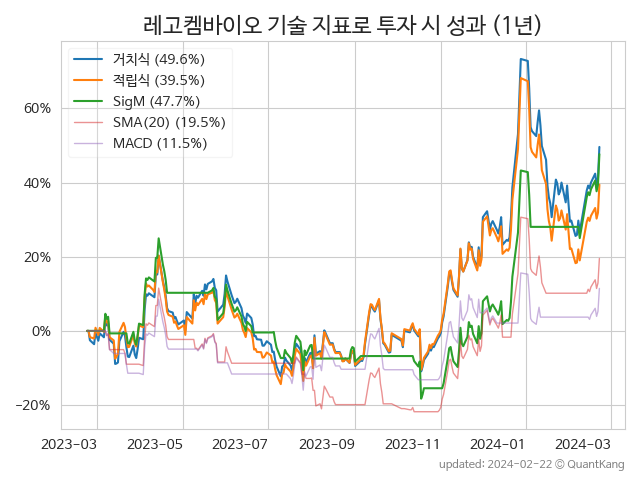 레고켐바이오 기술 지표로 투자 시 성과 (1년)
거치식 (49.6%)
적립식 (39.5%)
SigM (47.7%)
SMA(20) (19.5%)
MACD (11.5%)
60%
40%
20%
0%
−20%
2023-03 2023-05 2023-07 2023-09 2023-11 2024-01 2024-03
updated: 2024-02-22 © QuantKang